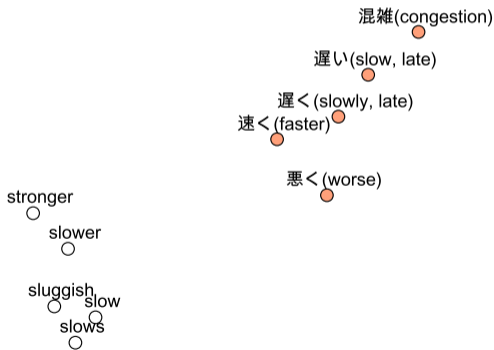 混雑(congestion)
遅い(slow, late)
遅く(slowly, late)
速く(faster)
悪く(worse)
stronger
slower
sluggish
slow
slows